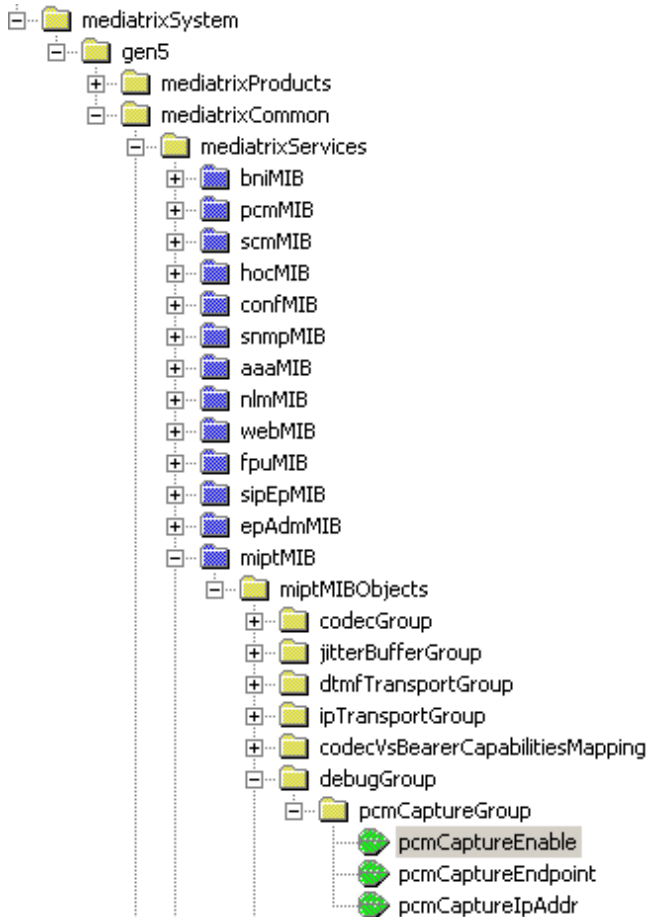 mediatrixSystem
gen5
mediatrixProducts
mediatrixCommon
mediatrixServices
bniMIB
pcmMIB
scmMIB
hocMIB
confMIB
snmpMIB
aaaMIB
nlmMIB
webMIB
fpuMIB
sipEpMIB
epAdmMIB
miptMIB
miptMIBObjects
codecGroup
jitterBufferGroup
dtmfTransportGroup
ipTransportGroup
codecVsBearerCapabilitiesMapping
debugGroup
pcmCaptureGroup
pcmCaptureEnable
pcmCaptureEndpoint
pcmCaptureIpAddr